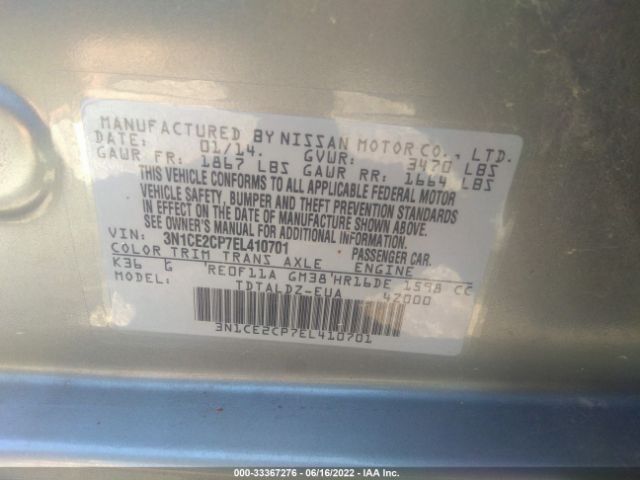 MANUFACTURED BY NISSAN MOTOR CO., LTD.
DATE: 01/14. GVWR: 3470 LBS
GAWR FR: 1867 LBS GAWR RR: 1664 LBS
THIS VEHICLE CONFORMS TO ALL APPLICABLE FEDERAL MOTOR
VEHICLE SAFETY, BUMPER AND THEFT PREVENTION STANDARDS
IN EFFECT ON THE DATE OF MANUFACTURE SHOWN ABOVE.
SEE OWNER'S MANUAL FOR ADDITIONAL INFORMATION.
VIN: 3N1CE2CP7EL410701 PASSENGER CAR.
COLOR TRIM TRANS AXLE ENGINE
K36 G RE0F11A GM38 HR16DE 1598 CC
MODEL: TDTALDZ-EUA 42000
3N1CE2CP7EL410701
000-33367276 - 06/16/2022 - IAA Inc.